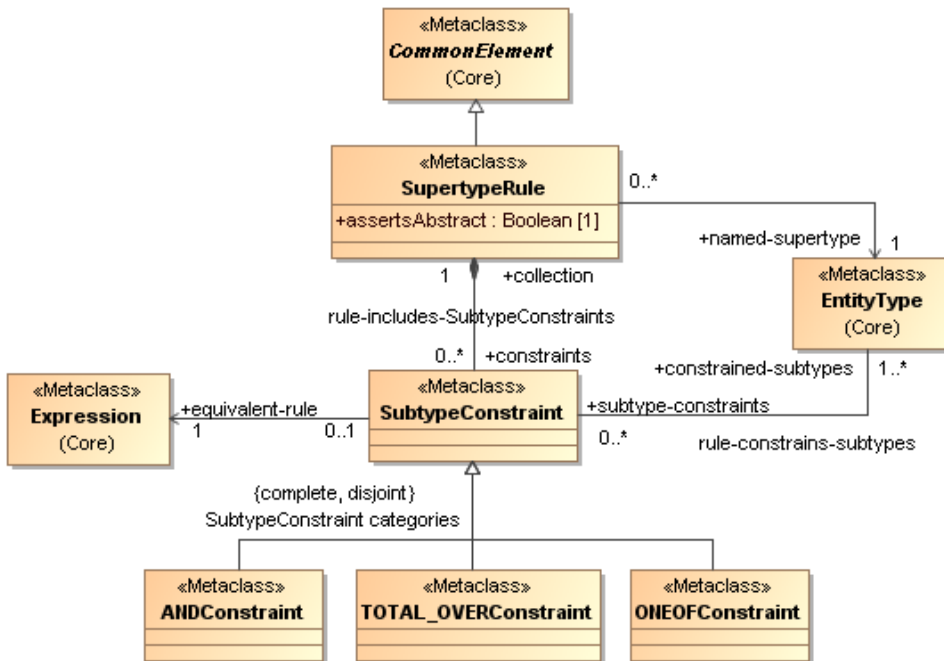 «Metaclass»
CommonElement
(Core)
«Metaclass»
SupertypeRule
+assertsAbstract : Boolean [1]
0..*
+named-supertype
1
«Metaclass»
EntityType
(Core)
1
+collection
rule-includes-SubtypeConstraints
0..*
+constraints
+constrained-subtypes
1..*
«Metaclass»
Expression
(Core)
+equivalent-rule
1
0..1
«Metaclass»
SubtypeConstraint
+subtype-constraints
0..*
rule-constrains-subtypes
{complete, disjoint}
SubtypeConstraint categories
«Metaclass»
ANDConstraint
«Metaclass»
TOTAL_OVERConstraint
«Metaclass»
ONEOFConstraint